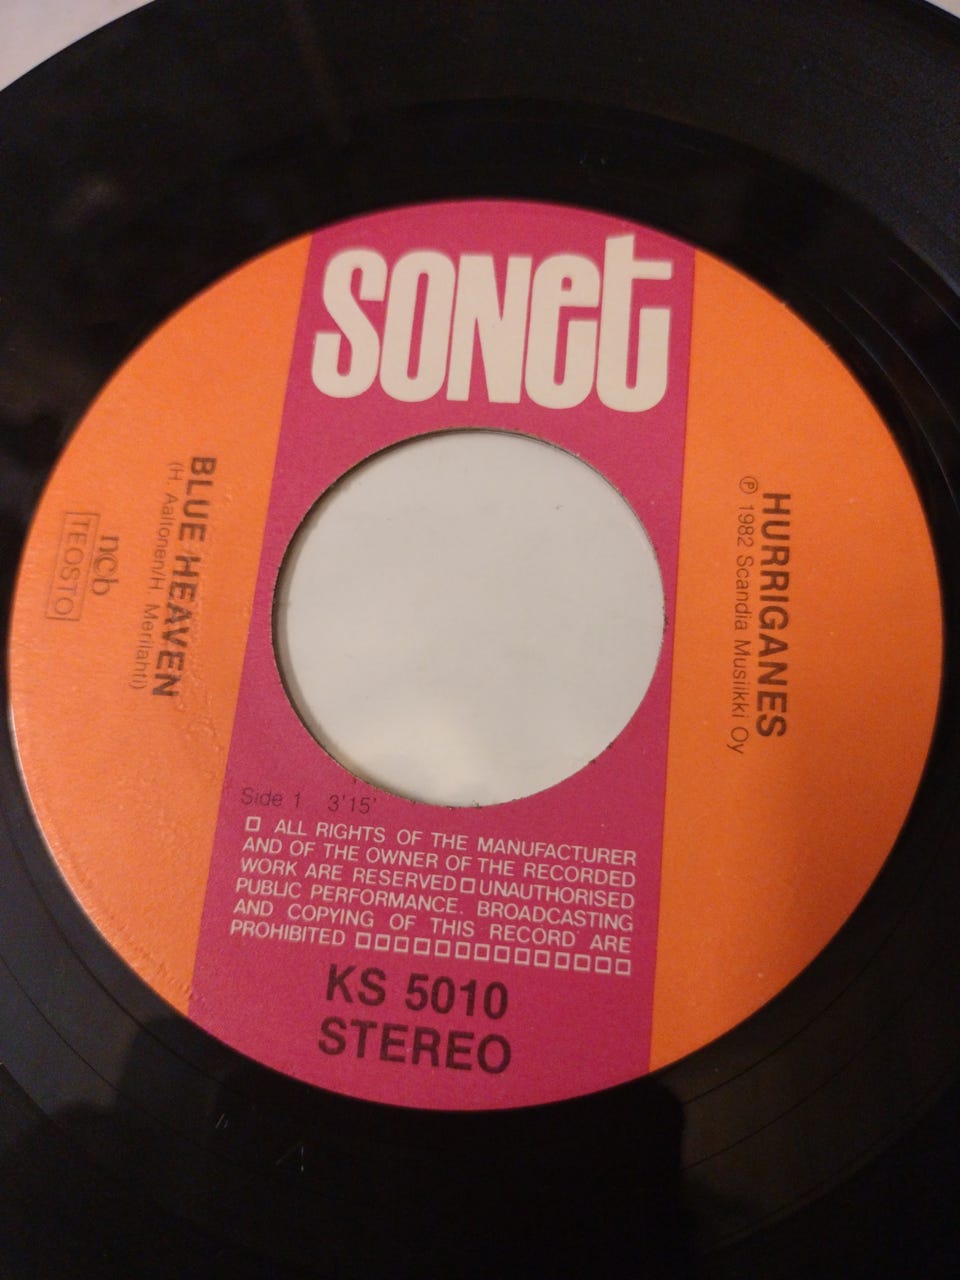 sonet
HURRIGANES
℗ 1982 Scandia Musiikki Oy
BLUE HEAVEN
(H. Aaltonen/H. Merilahti)
ncb
TEOSTO
Side 1 3'15'
□ ALL RIGHTS OF THE MANUFACTURER
AND OF THE OWNER OF THE RECORDED
WORK ARE RESERVED □ UNAUTHORISED
PUBLIC PERFORMANCE. BROADCASTING
AND COPYING OF THIS RECORD ARE
PROHIBITED □□□□□□□□□□□□□□
KS 5010
STEREO